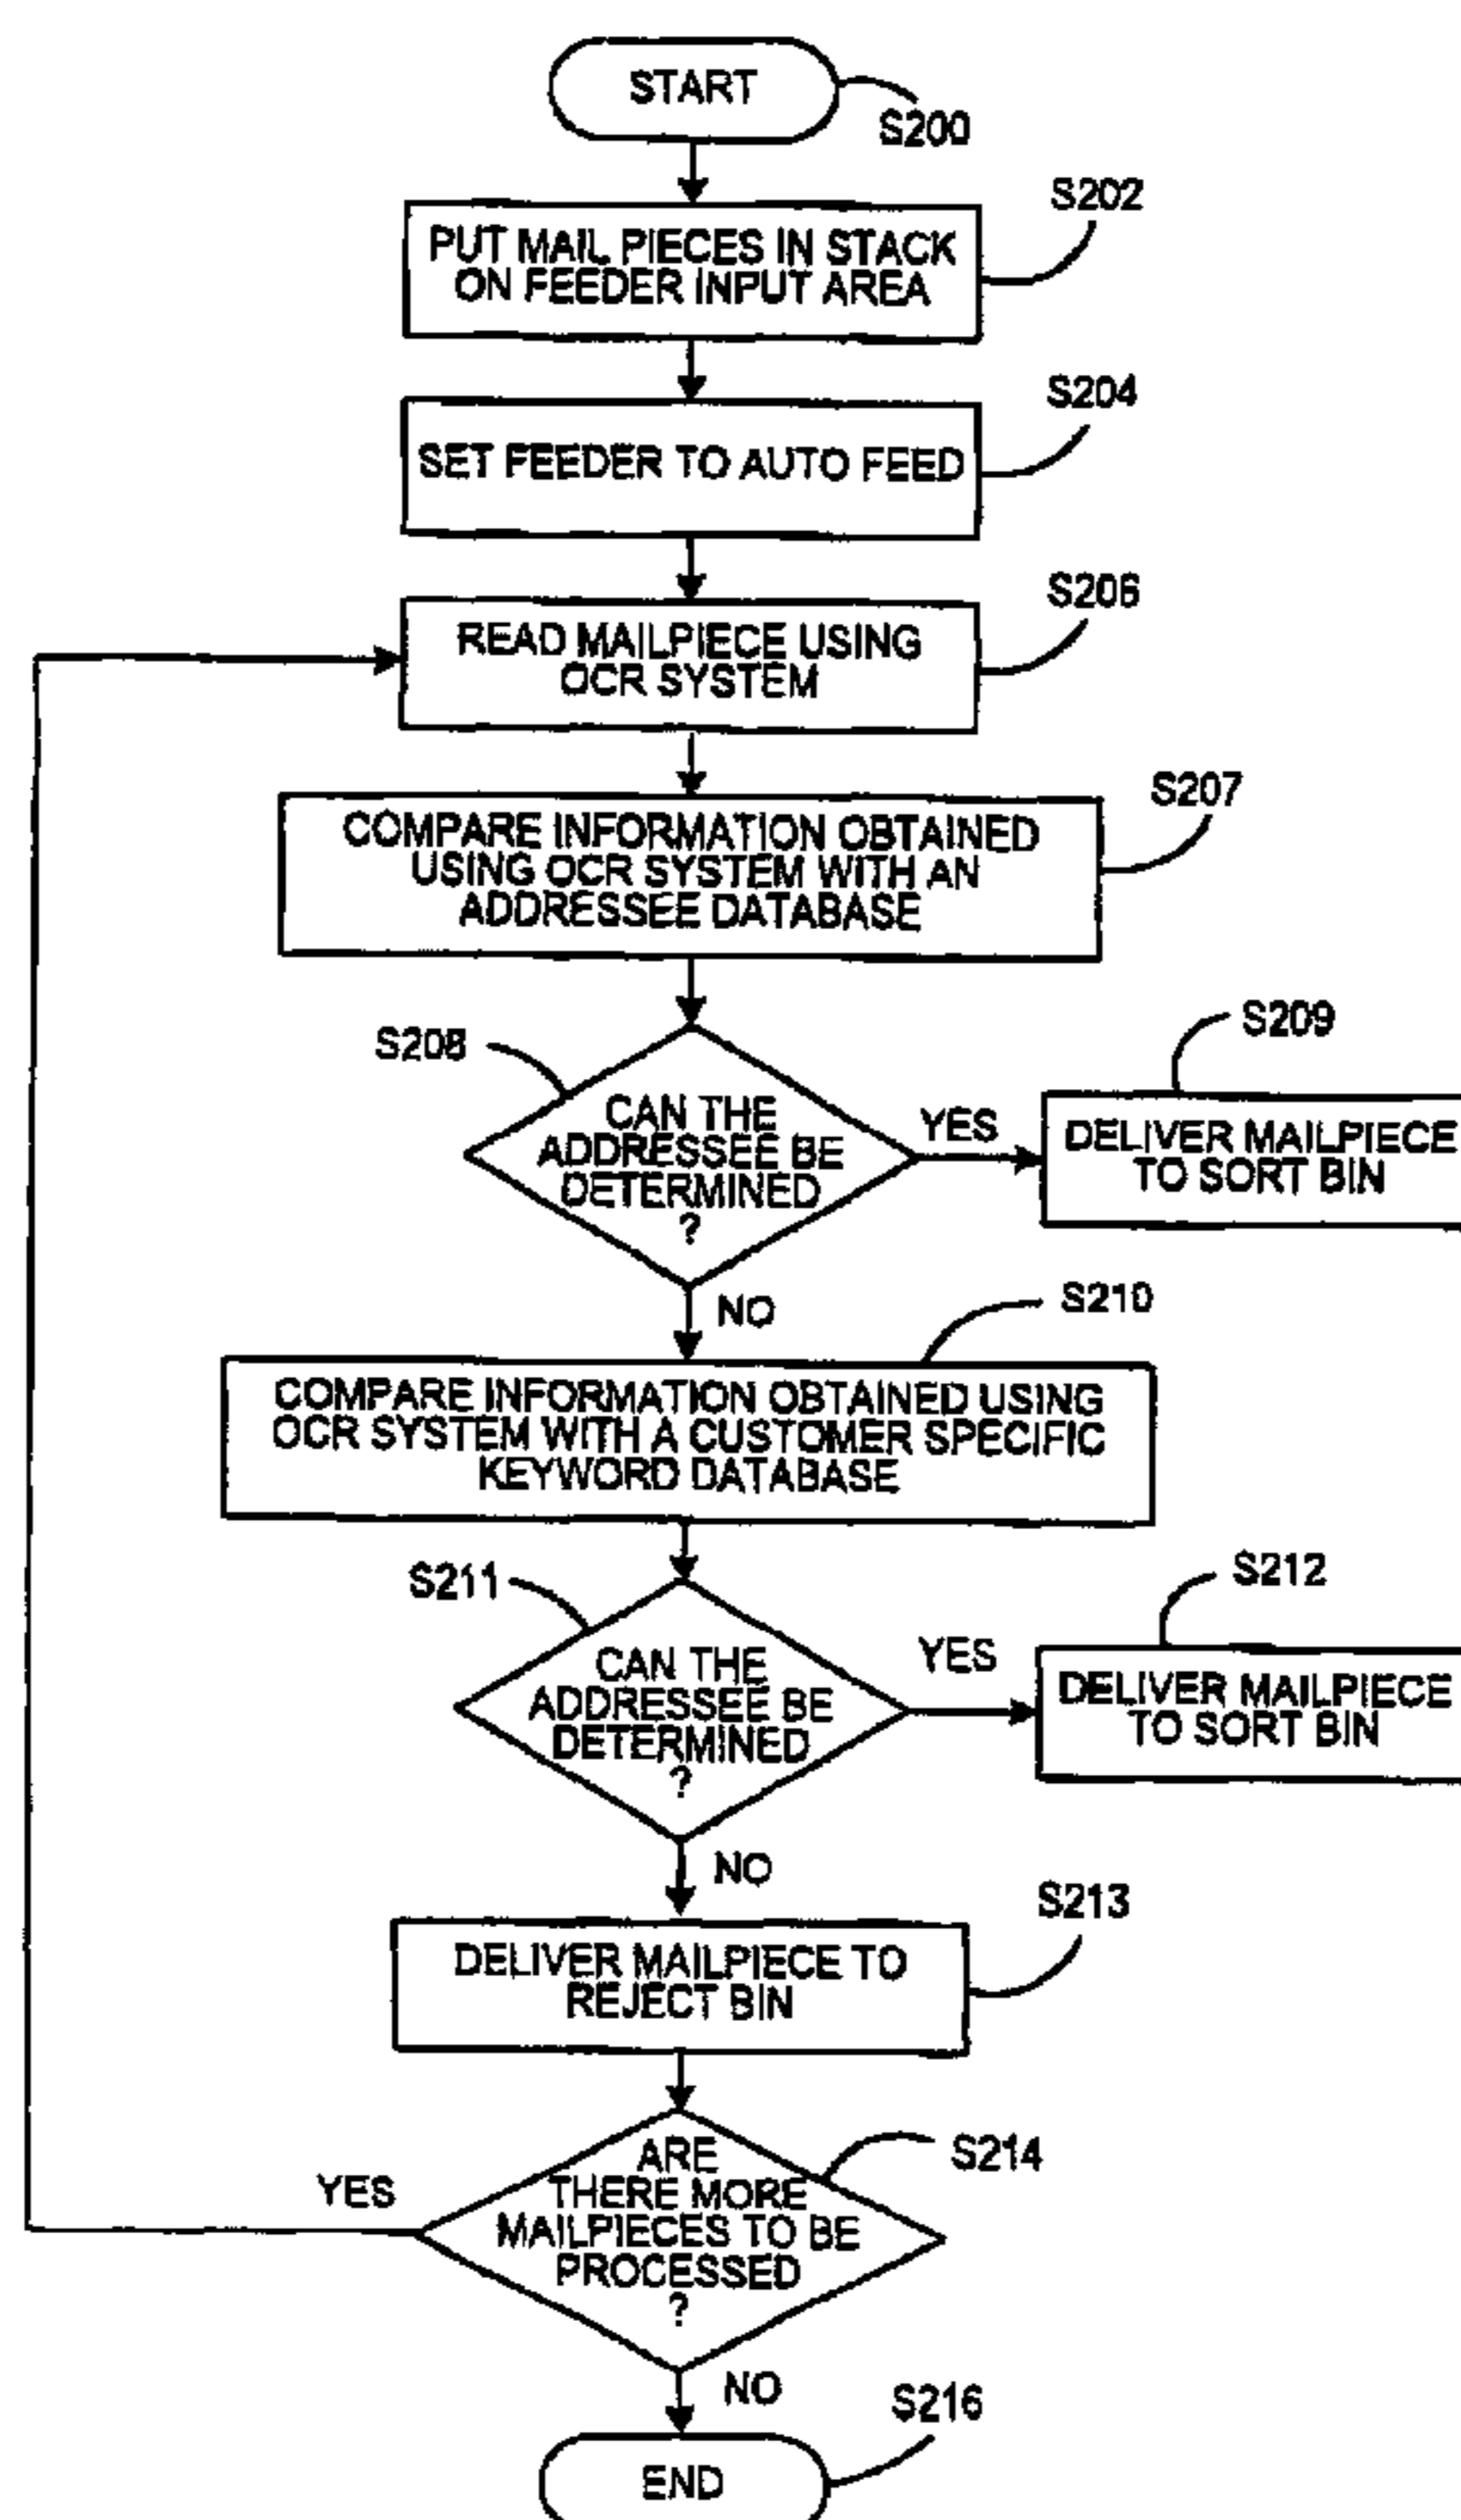 START
S200
S202
PUT MAIL PIECES IN STACK
ON FEEDER INPUT AREA
S204
SET FEEDER TO AUTO FEED
S206
READ MAILPIECE USING
OCR SYSTEM
S207
COMPARE INFORMATION OBTAINED
USING OCR SYSTEM WITH AN
ADDRESSEE DATABASE
S208
CAN THE
ADDRESSEE BE
DETERMINED
?
YES
S209
DELIVER MAILPIECE
TO SORT BIN
NO
S210
COMPARE INFORMATION OBTAINED USING
OCR SYSTEM WITH A CUSTOMER SPECIFIC
KEYWORD DATABASE
S211
CAN THE
ADDRESSEE BE
DETERMINED
?
YES
S212
DELIVER MAILPIECE
TO SORT BIN
NO
S213
DELIVER MAILPIECE TO
REJECT BIN
S214
ARE
THERE MORE
MAILPIECES TO BE
PROCESSED
?
YES
NO
S216
END